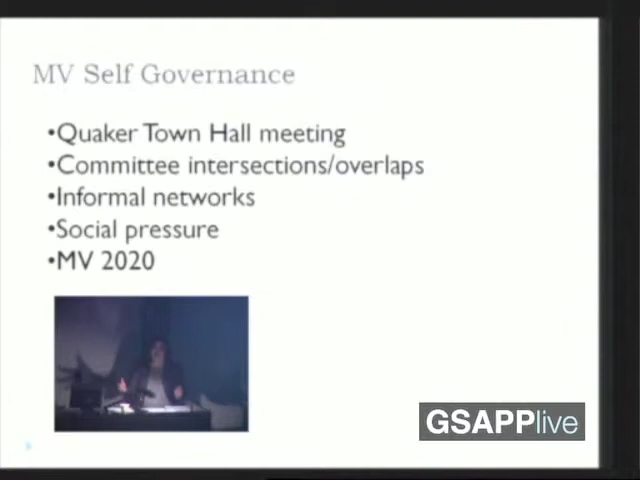 MV Self Governance
•Quaker Town Hall meeting
•Committee intersections/overlaps
•Informal networks
•Social pressure
•MV 2020
GSAPPlive